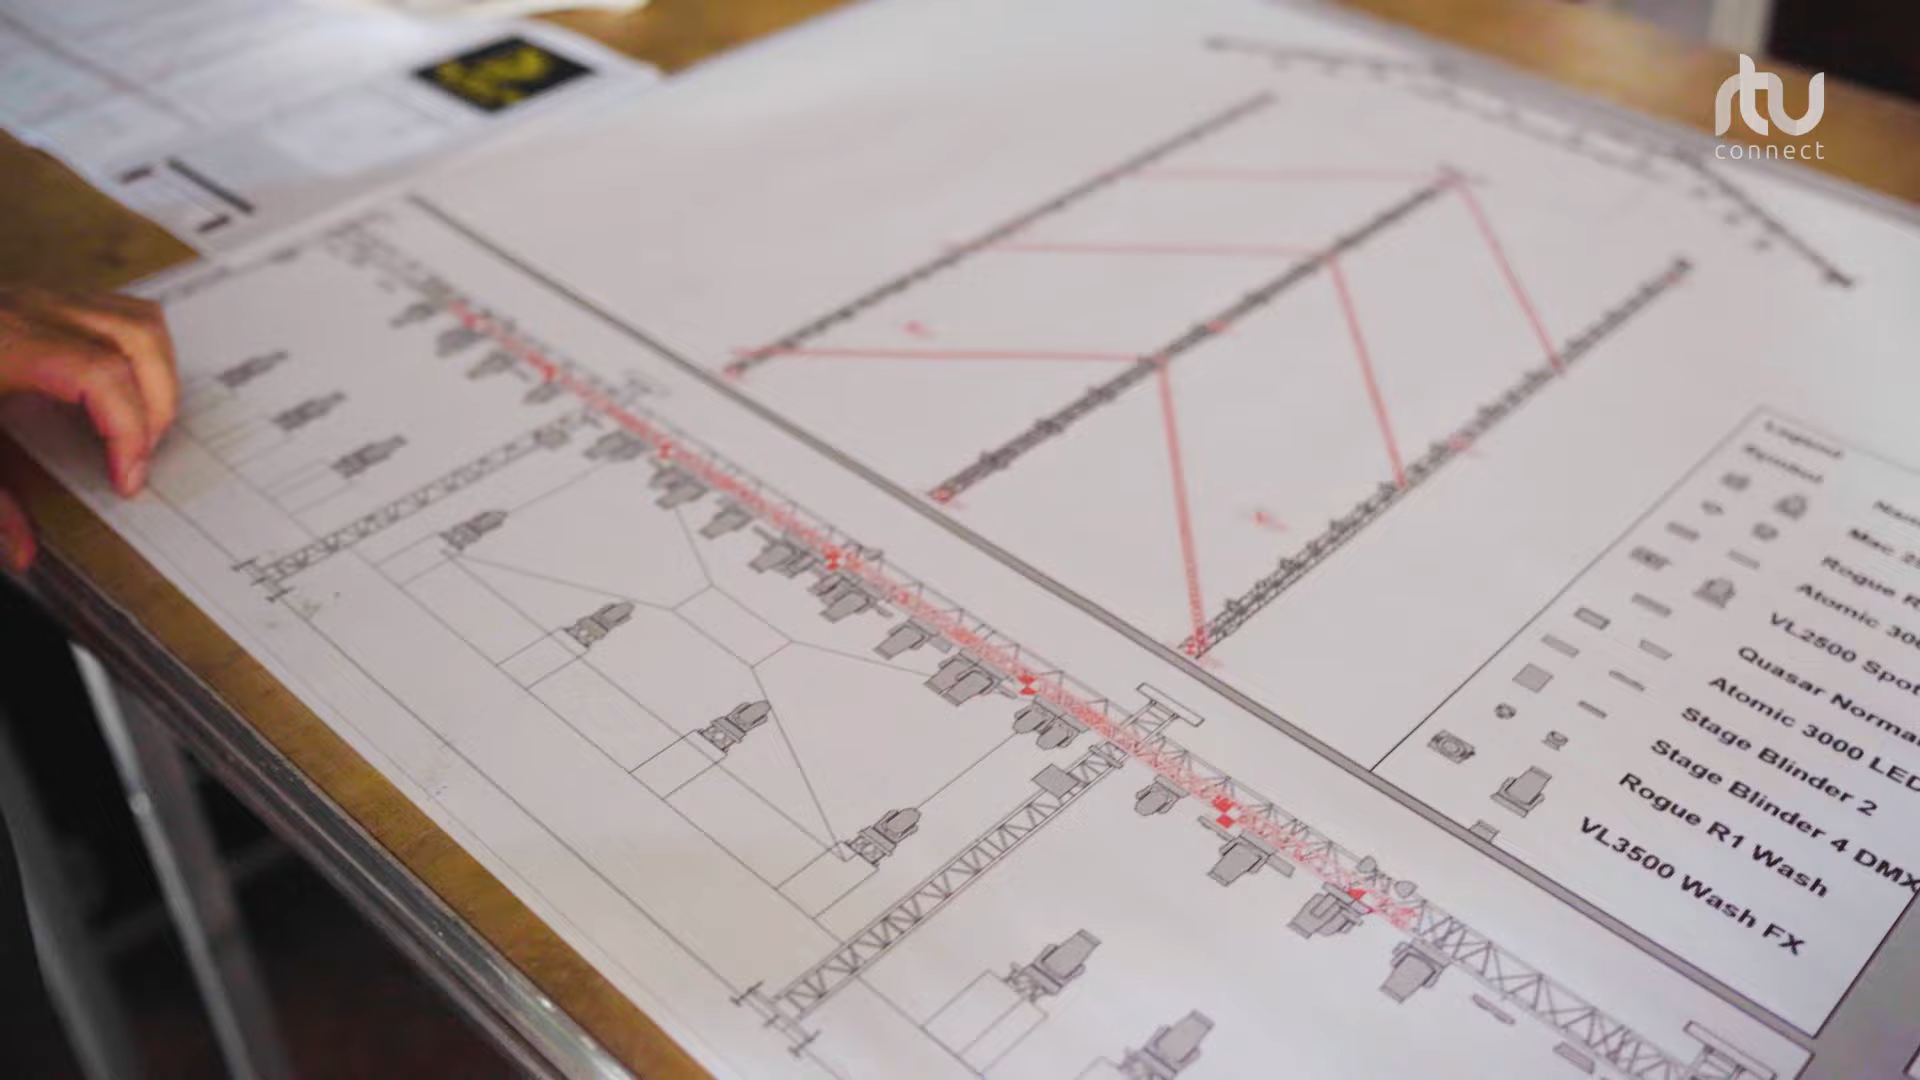 rtu
connect
Legend
Symbol
Atomic 300
VL2500 Spot
Quasar Norma
Atomic 3000 LED
Stage Blinder 2
Stage Blinder 4 DMX
Rogue R1 Wash
VL3500 Wash FX